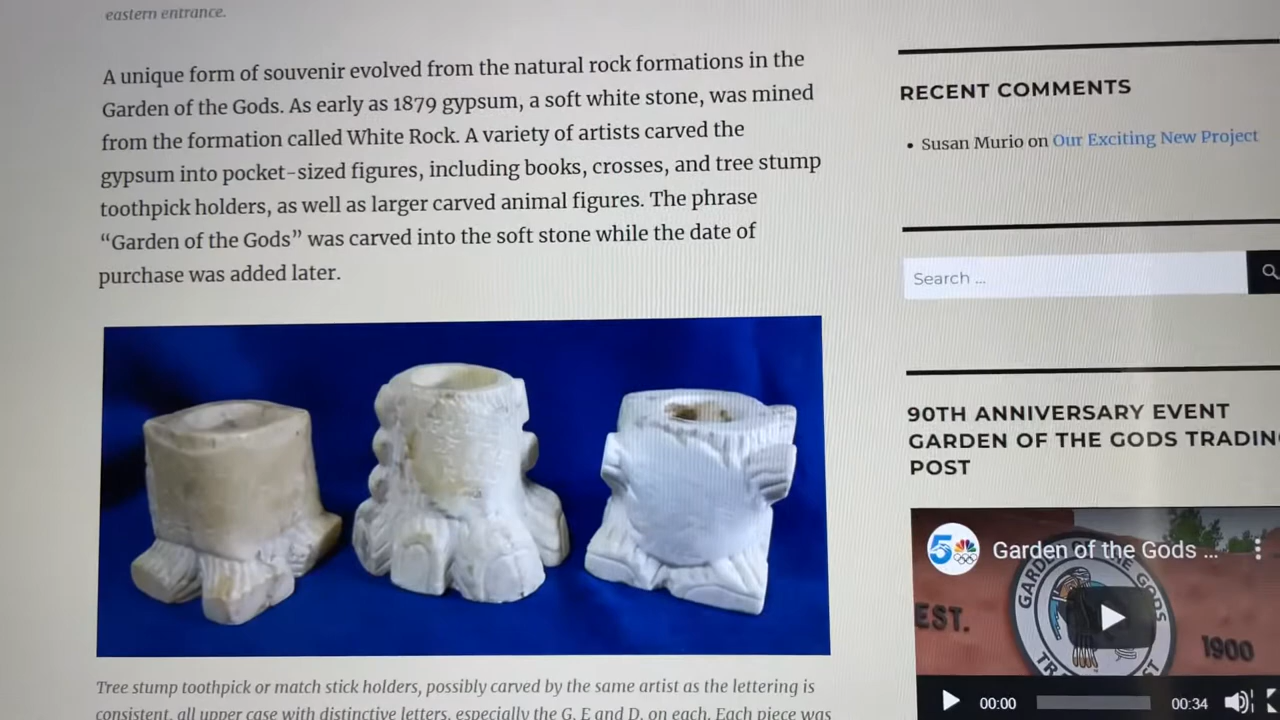 eastern entrance.
A unique form of souvenir evolved from the natural rock formations in the
Garden of the Gods. As early as 1879 gypsum, a soft white stone, was mined
from the formation called White Rock. A variety of artists carved the
gypsum into pocket-sized figures, including books, crosses, and tree stump
toothpick holders, as well as larger carved animal figures. The phrase
“Garden of the Gods” was carved into the soft stone while the date of
purchase was added later.
Tree stump toothpick or match stick holders, possibly carved by the same artist as the lettering is
consistent, all upper case with distinctive letters, especially the G, E and D, on each. Each piece was
RECENT COMMENTS
• Susan Murio on Our Exciting New Project
Search ...
90TH ANNIVERSARY EVENT
GARDEN OF THE GODS TRADIN
POST
5 Garden of the Gods ...
GARDEN OF THE GODS
EST.
1900
00:00 00:34